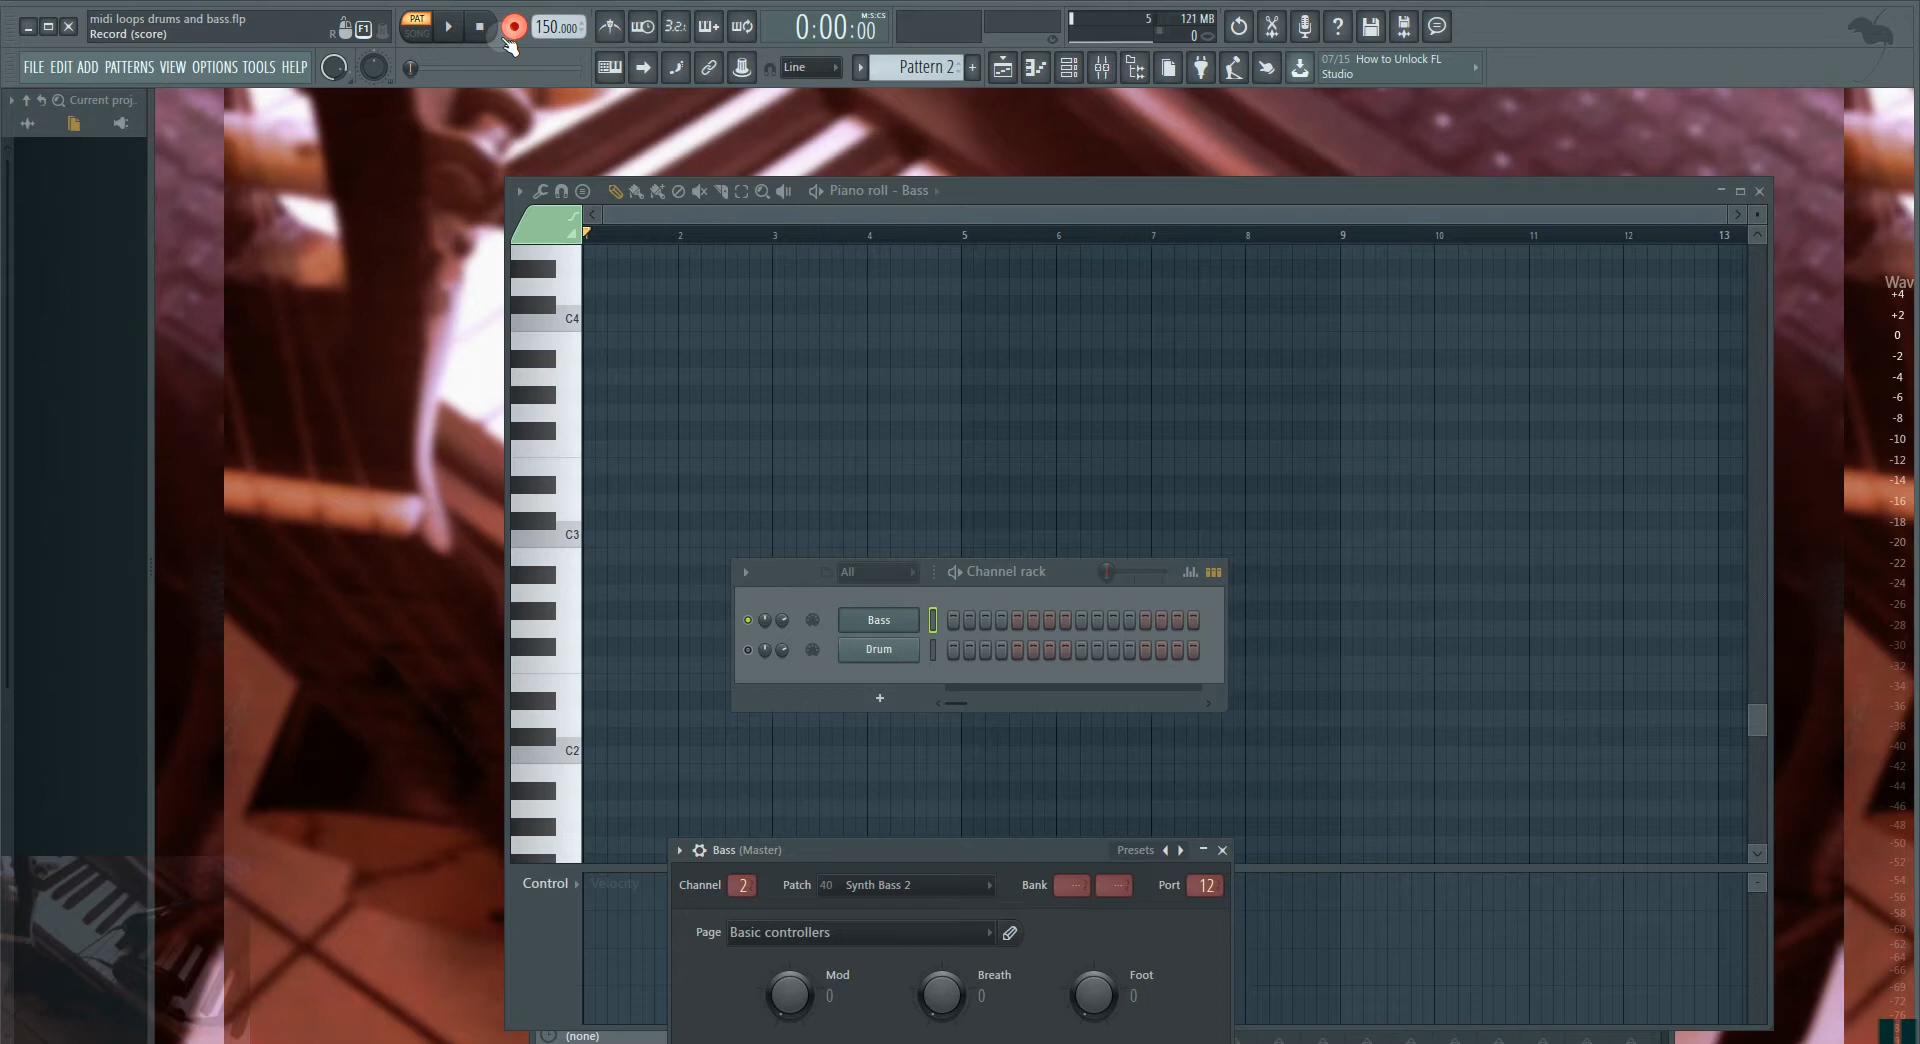 midi loops drums and bass.flp
Record (score)
R F1
PAT
SONG
150.000
3.2.
0:00:00
M:S:CS
5
121 MB
0
FILE EDIT ADD PATTERNS VIEW OPTIONS TOOLS HELP
Line
Pattern 2
+
07/15 How to Unlock FL
Studio
Current proj..
Piano roll - Bass
2 3 4 5 6 7 8 9 10 11 12 13
C4
C3
C2
All
Channel rack
Bass
Drum
+
Control
Velocity
Bass (Master)
Presets
Channel 2
Patch 40 Synth Bass 2
Bank --- ---
Port 12
Page Basic controllers
Mod
0
Breath
0
Foot
0
(none)
Wav
+4
+2
0
-2
-4
-6
-8
-10
-12
-14
-16
-18
-20
-22
-24
-26
-28
-30
-32
-34
-36
-38
-40
-42
-44
-46
-48
-50
-52
-54
-56
-58
-60
-62
-64
-66
-69
-72
-76